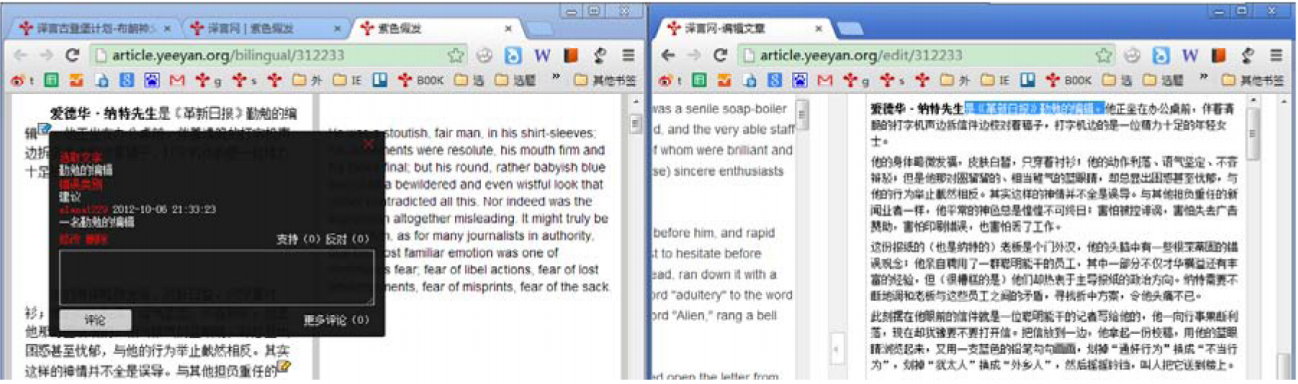 译言古登堡计划-布朗神
译言网 | 紫色假发
紫色假发
article.yeeyan.org/bilingual/312233
外
IE
BOOK
选
选题
其他书签
爱德华·纳特先生是《革新日报》勤勉的编
辑
选取文字
勤勉的编辑
错误类别
建议
2012-10-06 21:33:23
一名勤勉的编辑
修改 删除
支持 (0) 反对 (0)
评论
更多评论 (0)
困惑甚至忧郁，与他的行为举止截然相反。其实
这样的神情并不全是误导。与其他担负重任的
stoutish, fair man, in his shirt-sleeves;
ments were resolute, his mouth firm and
final; but his round, rather babyish blue
a bewildered and even wistful look that
tradicted all this. Nor indeed was the
altogether misleading. It might truly be
, as for many journalists in authority,
st familiar emotion was one of
s fear; fear of libel actions, fear of lost
ments, fear of misprints, fear of the sack.
译言网-编辑文章
article.yeeyan.org/edit/312233
外
IE
BOOK
选
选题
其他书签
was a senile soap-boiler
d, and the very able staff
f whom were brilliant and
se) sincere enthusiasts
before him, and rapid
st to hesitate before
ead, ran down it with a
ord "adultery" to the word
ord "Alien," rang a bell
ed open the letter from
爱德华·纳特先生是《革新日报》勤勉的编辑。他正坐在办公桌前，伴着清
脆的打字机声边拆信件边校对着稿子，打字机边的是一位精力十足的年轻女
士。
他的身体略微发福，皮肤白皙，只穿着衬衫；他的动作利落、语气坚定、不容
辩驳；但是他那对圆溜溜的、相当稚气的蓝眼睛，却总显出困惑甚至忧郁，与
他的行为举止截然相反。其实这样的神情并不全是误导。与其他担负重任的新
闻业者一样，他平常的神色总是惶惶不可终日：害怕被控诽谤，害怕失去广告
赞助，害怕印刷错误，也害怕丢了工作。
这份报纸的（也是纳特的）老板是个门外汉，他的头脑中有一些根深蒂固的错
误观念；他亲自聘用了一群聪明能干的员工，其中一部分不仅才华横溢还有丰
富的经验，但（很糟糕的是）他们却热衷于主导报纸的政治方向。纳特需要不
断地调和老板与这些员工之间的矛盾，寻找折中方案，令他头痛不已。
此刻摆在他眼前的信件就是一位聪明能干的记者写给他的，他一向行事果断利
落，现在却犹豫要不要打开信。把信放到一边，他拿起一份校稿，用他的蓝眼
睛浏览起来，又用一支蓝色的铅笔勾勾画画，划掉“通奸行为”换成“不当行
为”，划掉“犹太人”换成“外乡人”，然后摇摇铃铛，叫人把它送到楼上。